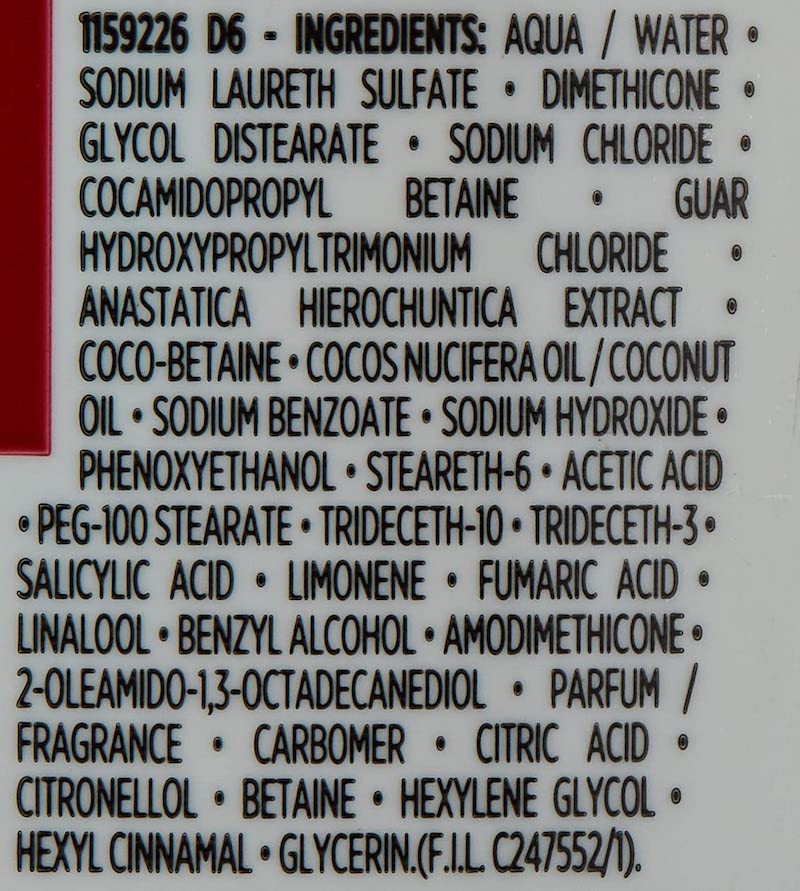 1159226 D6 - INGREDIENTS: AQUA / WATER •
SODIUM LAURETH SULFATE • DIMETHICONE •
GLYCOL DISTEARATE • SODIUM CHLORIDE •
COCAMIDOPROPYL BETAINE • GUAR
HYDROXYPROPYLTRIMONIUM CHLORIDE •
ANASTATICA HIEROCHUNTICA EXTRACT •
COCO-BETAINE • COCOS NUCIFERA OIL / COCONUT
OIL • SODIUM BENZOATE • SODIUM HYDROXIDE •
PHENOXYETHANOL • STEARETH-6 • ACETIC ACID
• PEG-100 STEARATE • TRIDECETH-10 • TRIDECETH-3 •
SALICYLIC ACID • LIMONENE • FUMARIC ACID •
LINALOOL • BENZYL ALCOHOL • AMODIMETHICONE •
2-OLEAMIDO-1,3-OCTADECANEDIOL • PARFUM /
FRAGRANCE • CARBOMER • CITRIC ACID •
CITRONELLOL • BETAINE • HEXYLENE GLYCOL •
HEXYL CINNAMAL • GLYCERIN.(F.I.L. C247552/1).